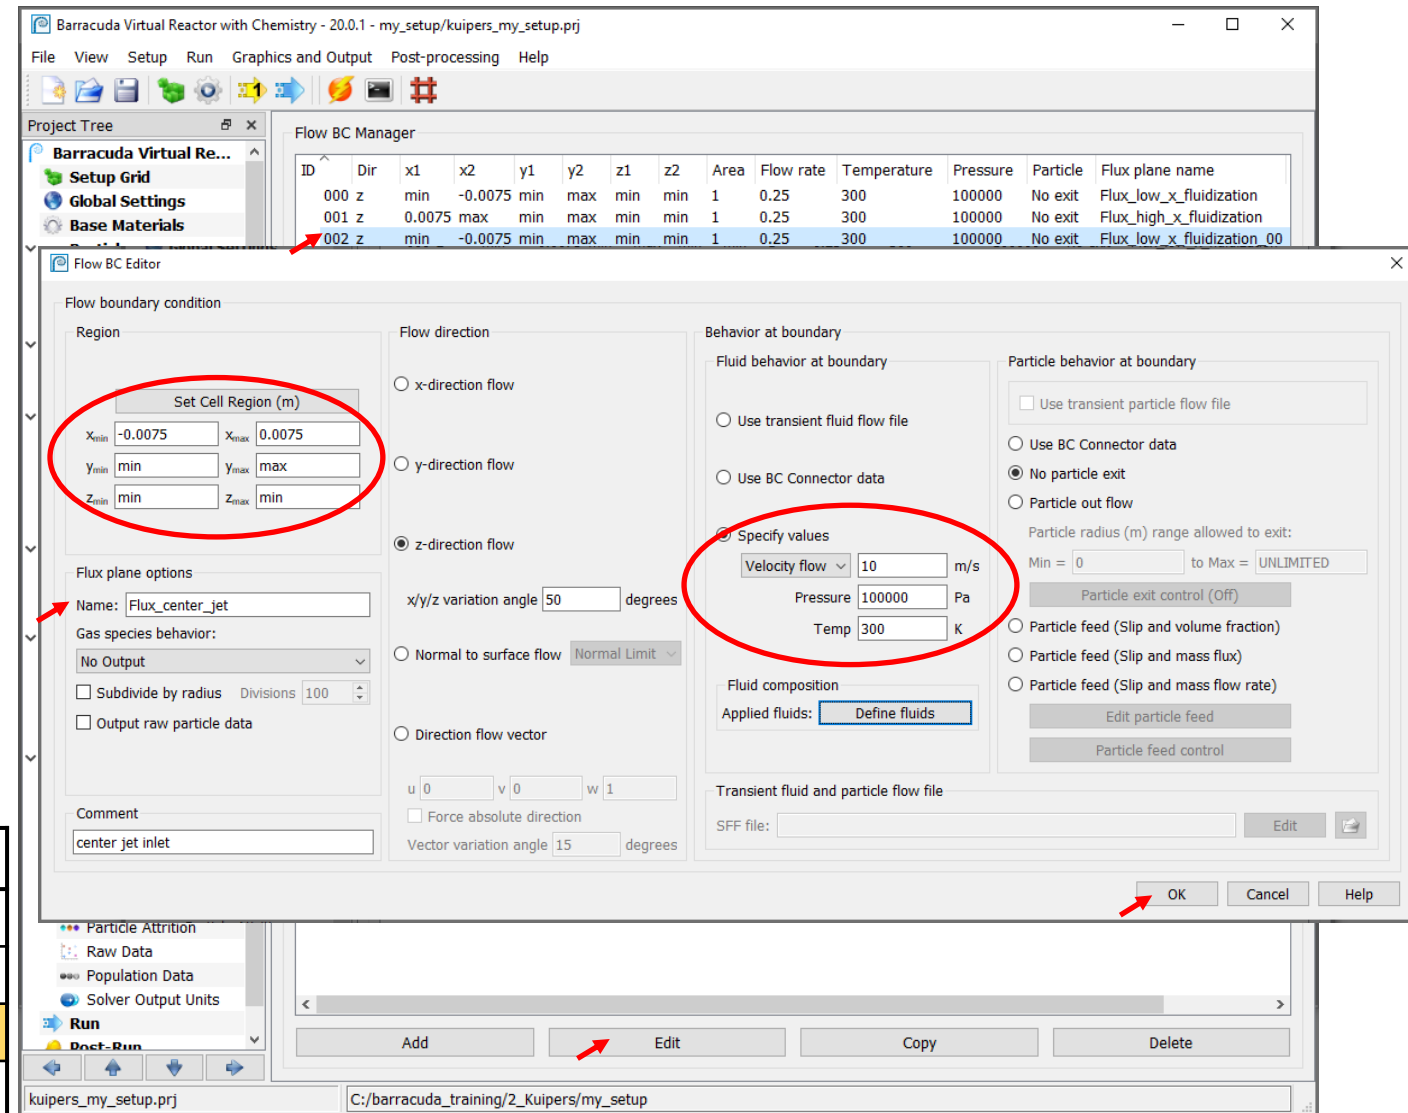 Barracuda Virtual Reactor with Chemistry - 20.0.1 - my_setup/kuipers_my_setup.prj
File View Setup Run Graphics and Output Post-processing Help
Project Tree
Barracuda Virtual Re...
Setup Grid
Global Settings
Base Materials
Flow BC Manager
ID Dir x1 x2 y1 y2 z1 z2 Area Flow rate Temperature Pressure Particle Flux plane name
000 z min -0.0075 min max min min 1 0.25 300 100000 No exit Flux_low_x_fluidization
001 z 0.0075 max min max min min 1 0.25 300 100000 No exit Flux_high_x_fluidization
002 z min -0.0075 min max min min 1 0.25 300 100000 No exit Flux_low_x_fluidization_00
Flow BC Editor
Flow boundary condition
Region
Set Cell Region (m)
xmin -0.0075 xmax 0.0075
ymin min ymax max
zmin min zmax min
Flux plane options
Name: Flux_center_jet
Gas species behavior:
No Output
Subdivide by radius Divisions 100
Output raw particle data
Comment
center jet inlet
Flow direction
x-direction flow
y-direction flow
z-direction flow
x/y/z variation angle 50 degrees
Normal to surface flow Normal Limit
Direction flow vector
u 0 v 0 w 1
Force absolute direction
Vector variation angle 15 degrees
Behavior at boundary
Fluid behavior at boundary
Use transient fluid flow file
Use BC Connector data
Specify values
Velocity flow 10 m/s
Pressure 100000 Pa
Temp 300 K
Fluid composition
Applied fluids: Define fluids
Particle behavior at boundary
Use transient particle flow file
Use BC Connector data
No particle exit
Particle out flow
Particle radius (m) range allowed to exit:
Min = 0 to Max = UNLIMITED
Particle exit control (Off)
Particle feed (Slip and volume fraction)
Particle feed (Slip and mass flux)
Particle feed (Slip and mass flow rate)
Edit particle feed
Particle feed control
Transient fluid and particle flow file
SFF file: Edit
OK Cancel Help
Particle Attrition
Raw Data
Population Data
Solver Output Units
Run
Post-Run
Add Edit Copy Delete
kuipers_my_setup.prj C:/barracuda_training/2_Kuipers/my_setup